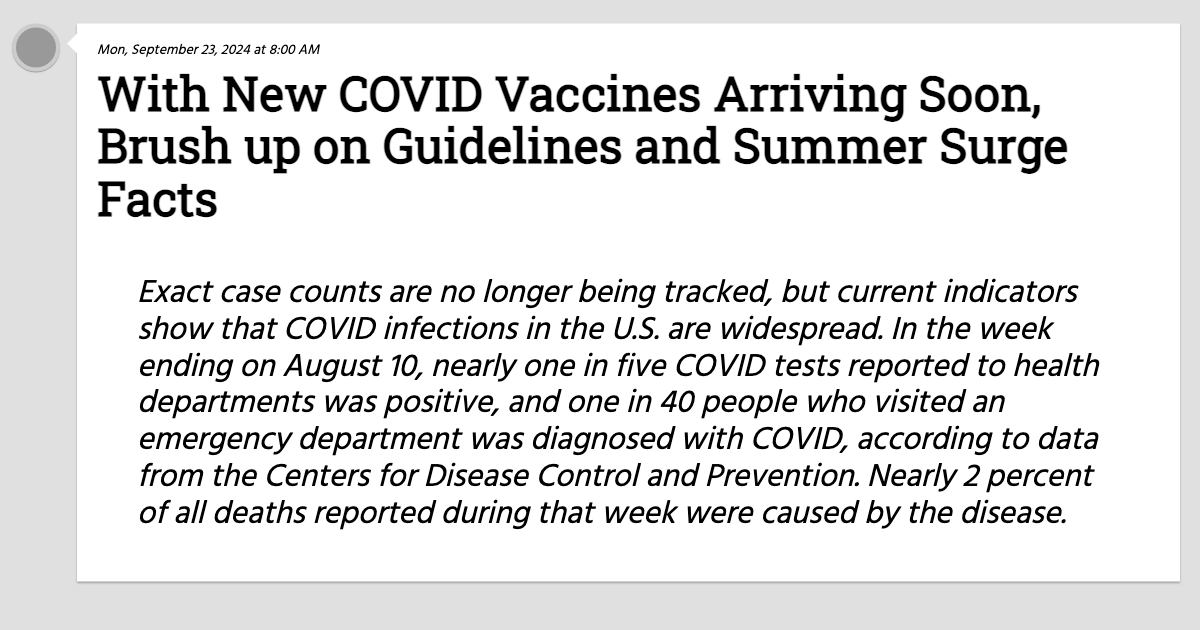 Mon, September 23, 2024 at 8:00 AM
With New COVID Vaccines Arriving Soon,
Brush up on Guidelines and Summer Surge
Facts
Exact case counts are no longer being tracked, but current indicators
show that COVID infections in the U.S. are widespread. In the week
ending on August 10, nearly one in five COVID tests reported to health
departments was positive, and one in 40 people who visited an
emergency department was diagnosed with COVID, according to data
from the Centers for Disease Control and Prevention. Nearly 2 percent
of all deaths reported during that week were caused by the disease.